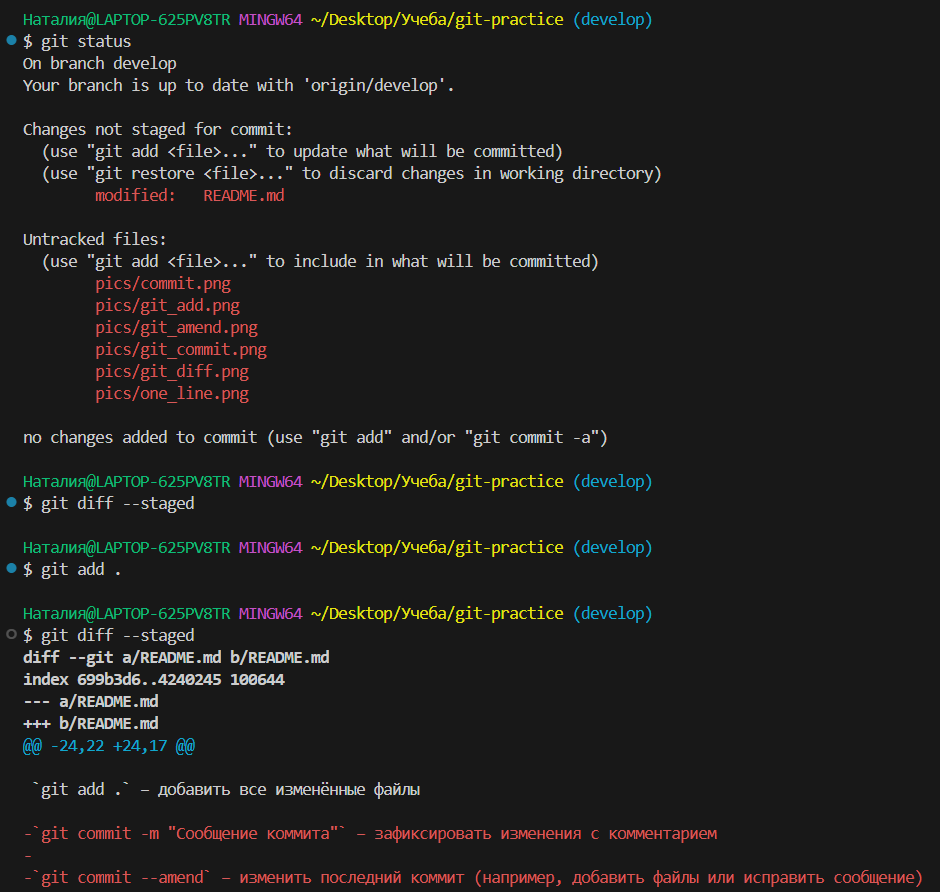 Наталия@LAPTOP-625PV8TR MINGW64 ~/Desktop/Учеба/git-practice (develop)
$ git status
On branch develop
Your branch is up to date with 'origin/develop'.
Changes not staged for commit:
  (use "git add <file>..." to update what will be committed)
  (use "git restore <file>..." to discard changes in working directory)
        modified:   README.md
Untracked files:
  (use "git add <file>..." to include in what will be committed)
        pics/commit.png
        pics/git_add.png
        pics/git_amend.png
        pics/git_commit.png
        pics/git_diff.png
        pics/one_line.png
no changes added to commit (use "git add" and/or "git commit -a")
Наталия@LAPTOP-625PV8TR MINGW64 ~/Desktop/Учеба/git-practice (develop)
$ git diff --staged
Наталия@LAPTOP-625PV8TR MINGW64 ~/Desktop/Учеба/git-practice (develop)
$ git add .
Наталия@LAPTOP-625PV8TR MINGW64 ~/Desktop/Учеба/git-practice (develop)
$ git diff --staged
diff --git a/README.md b/README.md
index 699b3d6..4240245 100644
--- a/README.md
+++ b/README.md
@@ -24,22 +24,17 @@
 `git add .` – добавить все изменённые файлы
-`git commit -m "Сообщение коммита"` – зафиксировать изменения с комментарием
-
-`git commit --amend` – изменить последний коммит (например, добавить файлы или исправить сообщение)